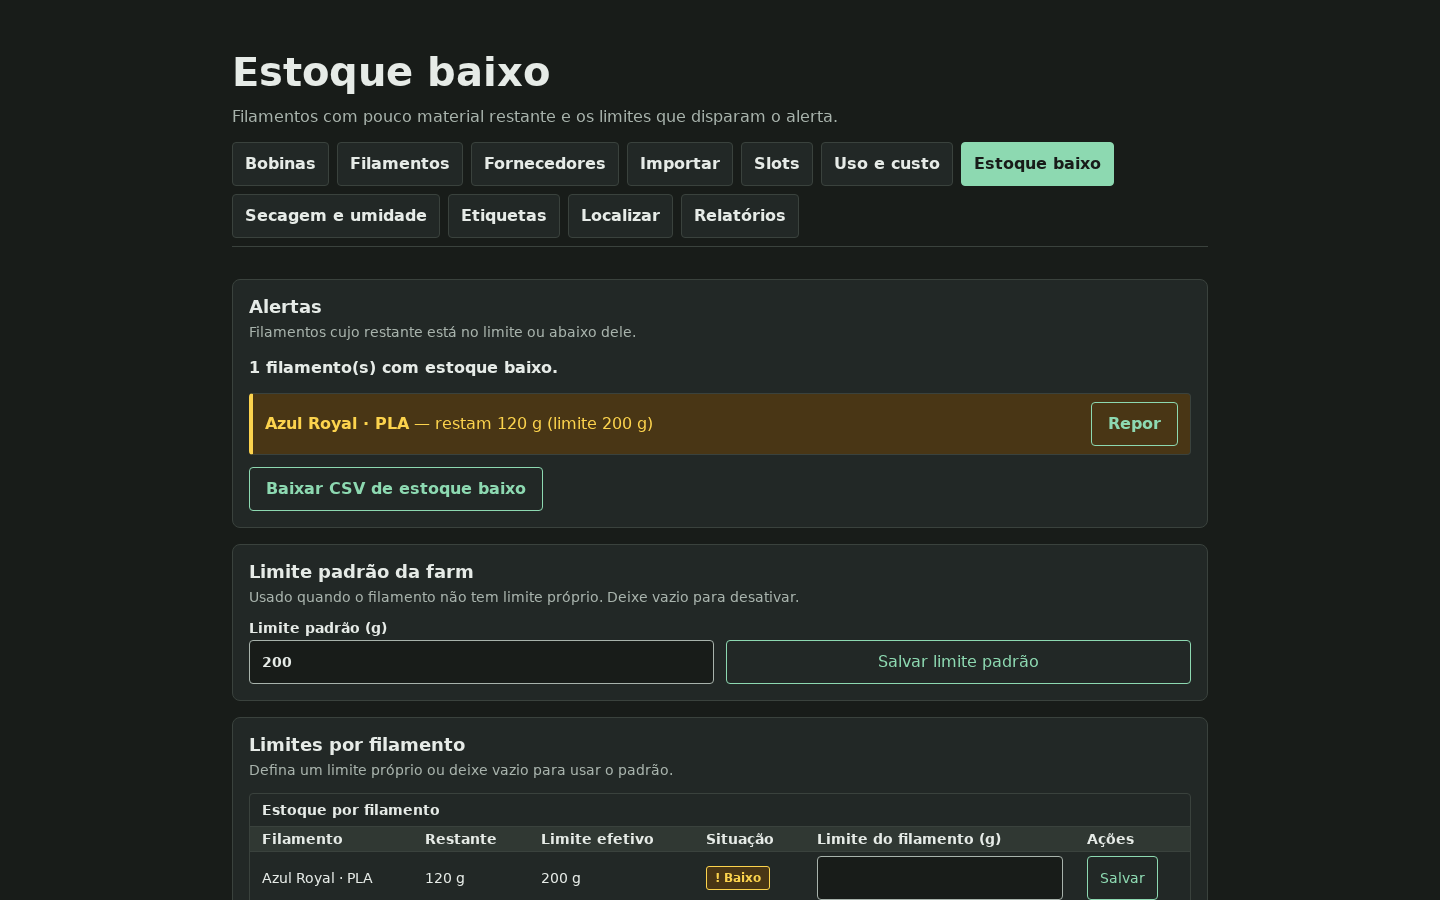 Estoque baixo
Filamentos com pouco material restante e os limites que disparam o alerta.
Bobinas Filamentos Fornecedores Importar Slots Uso e custo Estoque baixo
Secagem e umidade Etiquetas Localizar Relatórios
Alertas
Filamentos cujo restante está no limite ou abaixo dele.
1 filamento(s) com estoque baixo.
Azul Royal · PLA — restam 120 g (limite 200 g) Repor
Baixar CSV de estoque baixo
Limite padrão da farm
Usado quando o filamento não tem limite próprio. Deixe vazio para desativar.
Limite padrão (g)
200 Salvar limite padrão
Limites por filamento
Defina um limite próprio ou deixe vazio para usar o padrão.
Estoque por filamento
Filamento Restante Limite efetivo Situação Limite do filamento (g) Ações
Azul Royal · PLA 120 g 200 g ! Baixo Salvar